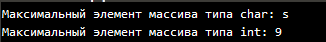 Максимальный элемент массива типа char: s
Максимальный элемент массива типа int: 9